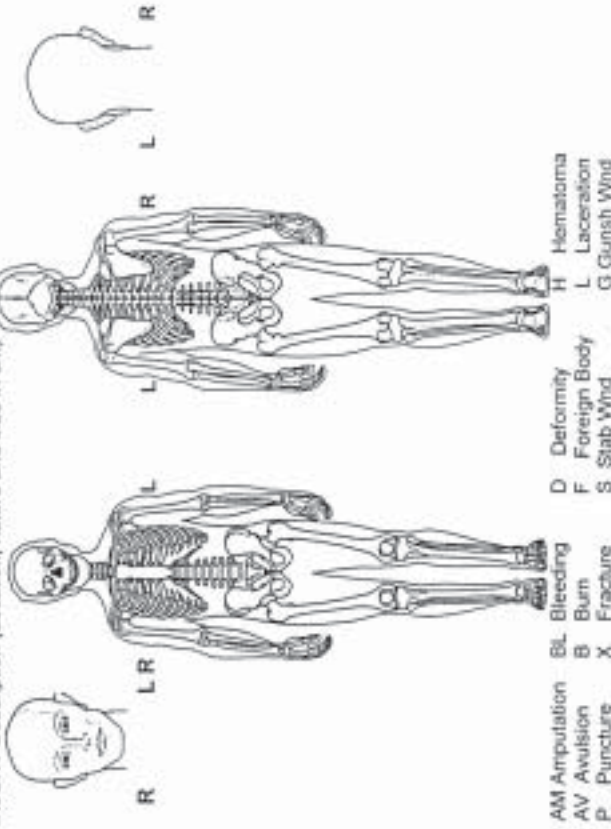 R L R L L R L R
AM Amputation BL Bleeding D Deformity H Hematoma
AV Avulsion B Burn F Foreign Body L Laceration
P Puncture X Fracture S Stab Wnd G Gunsh Wnd